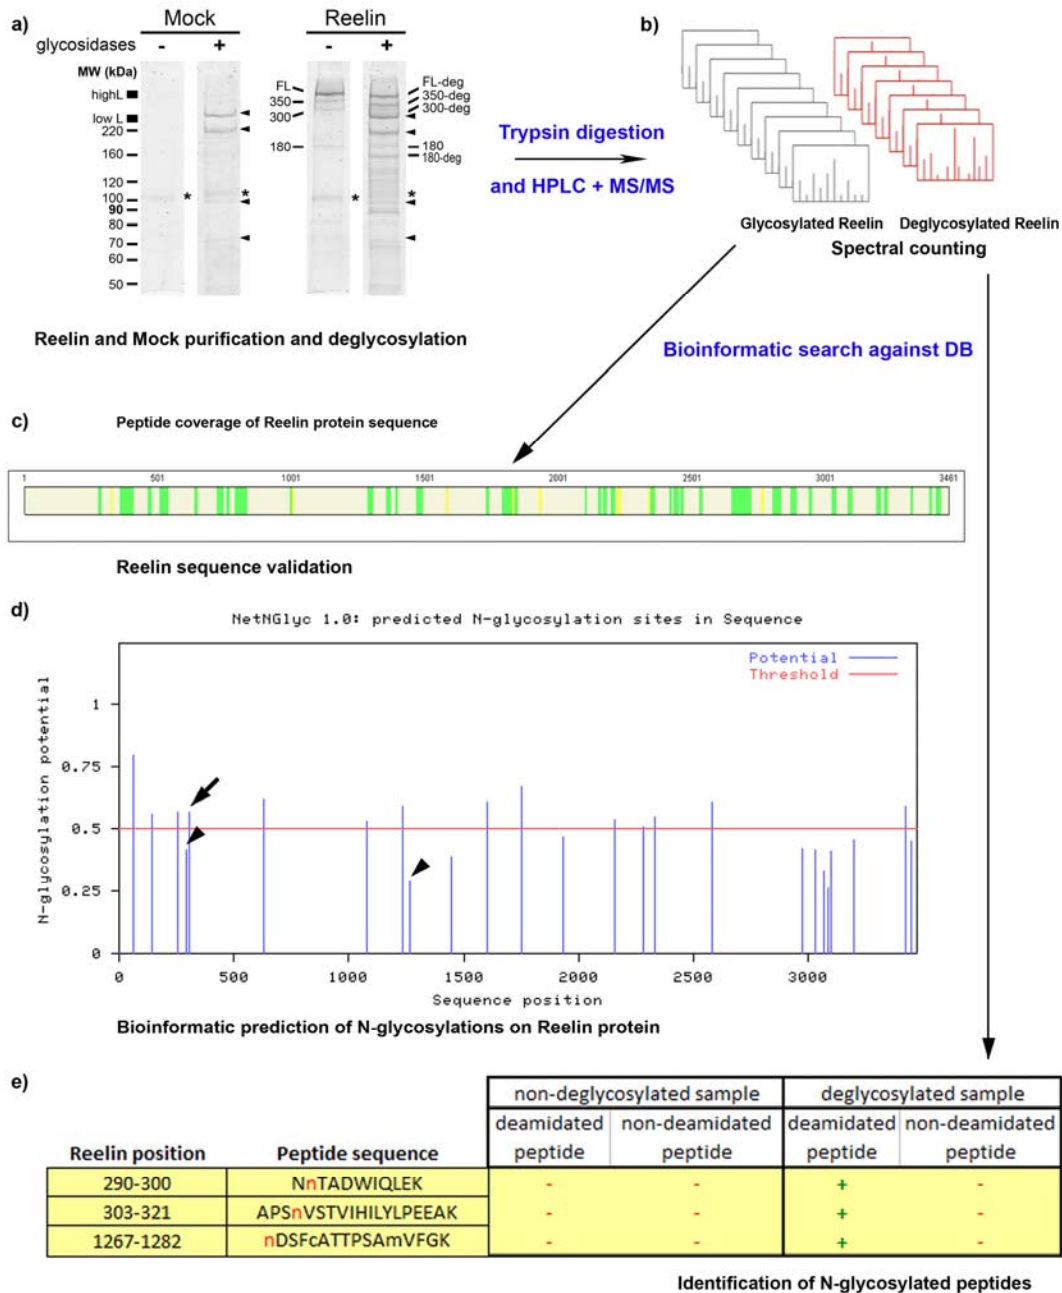 a)
Mock
Reelin
glycosidases
-
+
-
+
MW (kDa)
highL
low L
220
160
120
100
90
80
70
60
50
*
*
FL
350
300
180
*
FL-deg
350-deg
300-deg
180
180-deg
*
Reelin and Mock purification and deglycosylation
Trypsin digestion
and HPLC + MS/MS
b)
Glycosylated Reelin
Deglycosylated Reelin
Spectral counting
Bioinformatic search against DB
c)
Peptide coverage of Reelin protein sequence
1 501 1001 1501 2001 2501 3001 3461
Reelin sequence validation
d)
NetNGlyc 1.0: predicted N-glycosylation sites in Sequence
Potential
Threshold
N-glycosylation potential
1
0.75
0.5
0.25
0
0 500 1000 1500 2000 2500 3000
Sequence position
Bioinformatic prediction of N-glycosylations on Reelin protein
e)
non-deglycosylated sample deglycosylated sample
deamidated peptide non-deamidated peptide deamidated peptide non-deamidated peptide
Reelin position Peptide sequence
290-300 NnTADWIQLEK - - + -
303-321 APSnVSTVIHILYLPEEAK - - + -
1267-1282 nDSFcATTPSAmVFGK - - + -
Identification of N-glycosylated peptides